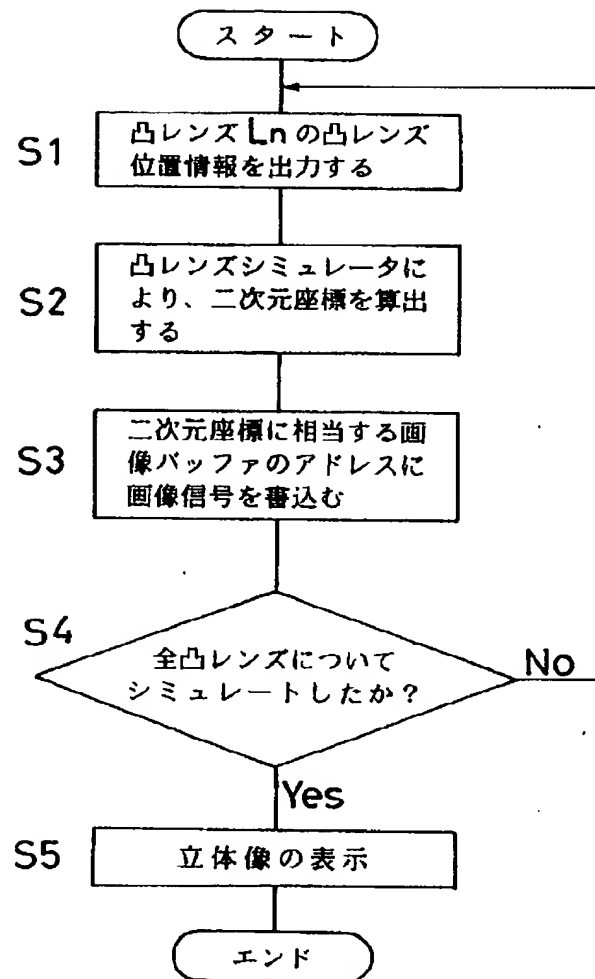 スタート
S1
凸レンズLnの凸レンズ
位置情報を出力する
S2
凸レンズシミュレータに
より、二次元座標を算出
する
S3
二次元座標に相当する画
像バッファのアドレスに
画像信号を書込む
S4
全凸レンズについて
シミュレートしたか?
No
Yes
S5
立体像の表示
エンド